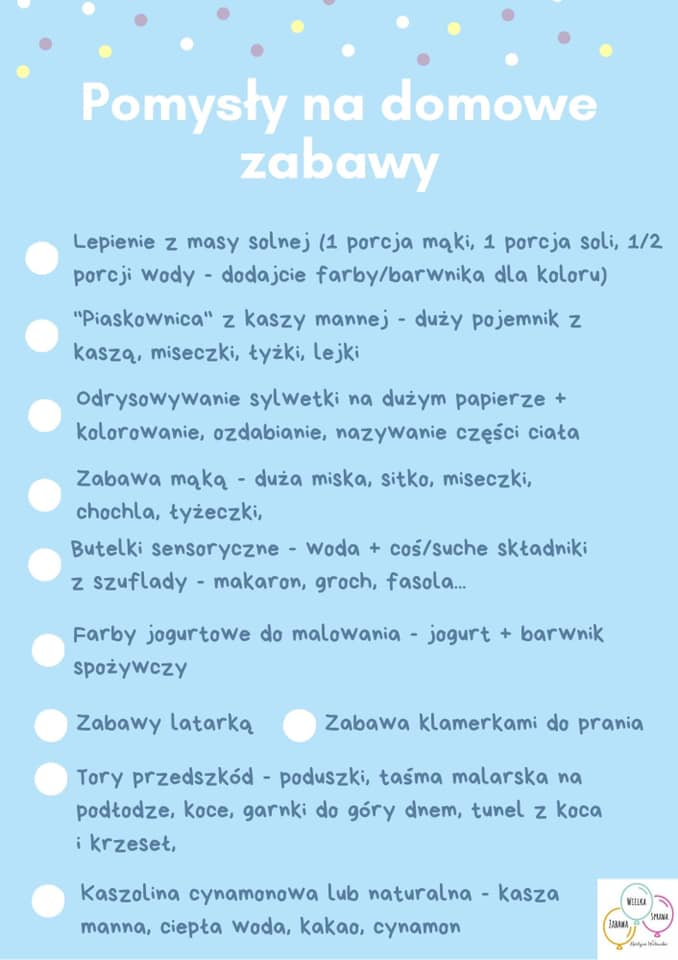 Pomysły na domowe
zabawy
Lepienie z masy solnej (1 porcja mąki, 1 porcja soli, 1/2
porcji wody - dodajcie farby/barwnika dla koloru)
"Piaskownica" z kaszy mannej - duży pojemnik z
kaszą, miseczki, łyżki, lejki
Odrysowywanie sylwetki na dużym papierze +
kolorowanie, ozdabianie, nazywanie części ciała
Zabawa mąką - duża miska, sitko, miseczki,
chochla, łyżeczki,
Butelki sensoryczne - woda + coś/suche składniki
z szuflady - makaron, groch, fasola...
Farby jogurtowe do malowania - jogurt + barwnik
spożywczy
Zabawy latarką
Zabawa klamerkami do prania
Tory przedszkód - poduszki, taśma malarska na
podłodze, koce, garnki do góry dnem, tunel z koca
i krzeseł,
Kaszolina cynamonowa lub naturalna - kasza
manna, ciepła woda, kakao, cynamon
WIELKA
ZABAWA
SPRAWA